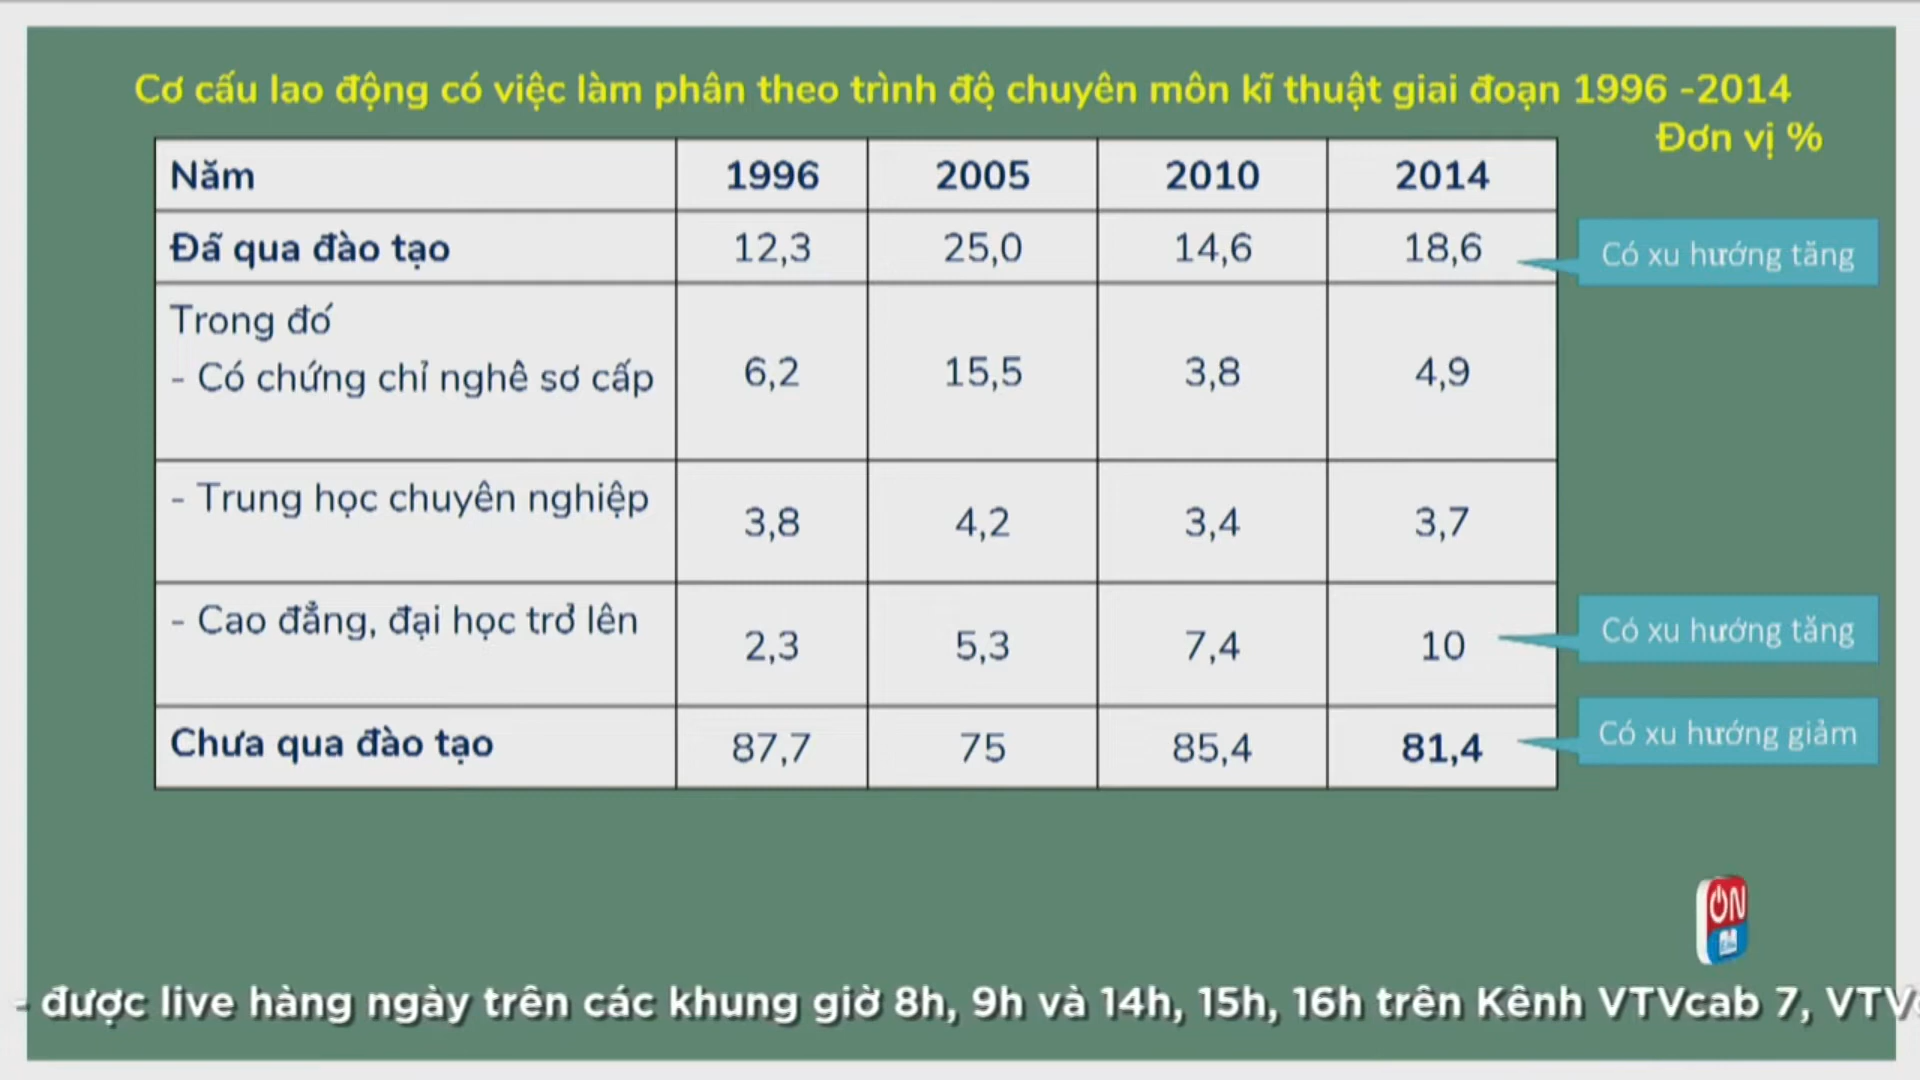 Cơ cấu lao động có việc làm phân theo trình độ chuyên môn kĩ thuật giai đoạn 1996 -2014
Đơn vị %
Năm 1996 2005 2010 2014
Đã qua đào tạo 12,3 25,0 14,6 18,6
Có xu hướng tăng
Trong đó
- Có chứng chỉ nghề sơ cấp 6,2 15,5 3,8 4,9
- Trung học chuyên nghiệp 3,8 4,2 3,4 3,7
- Cao đẳng, đại học trở lên 2,3 5,3 7,4 10
Có xu hướng tăng
Chưa qua đào tạo 87,7 75 85,4 81,4
Có xu hướng giảm
ON
- được live hàng ngày trên các khung giờ 8h, 9h và 14h, 15h, 16h trên Kênh VTVcab 7,